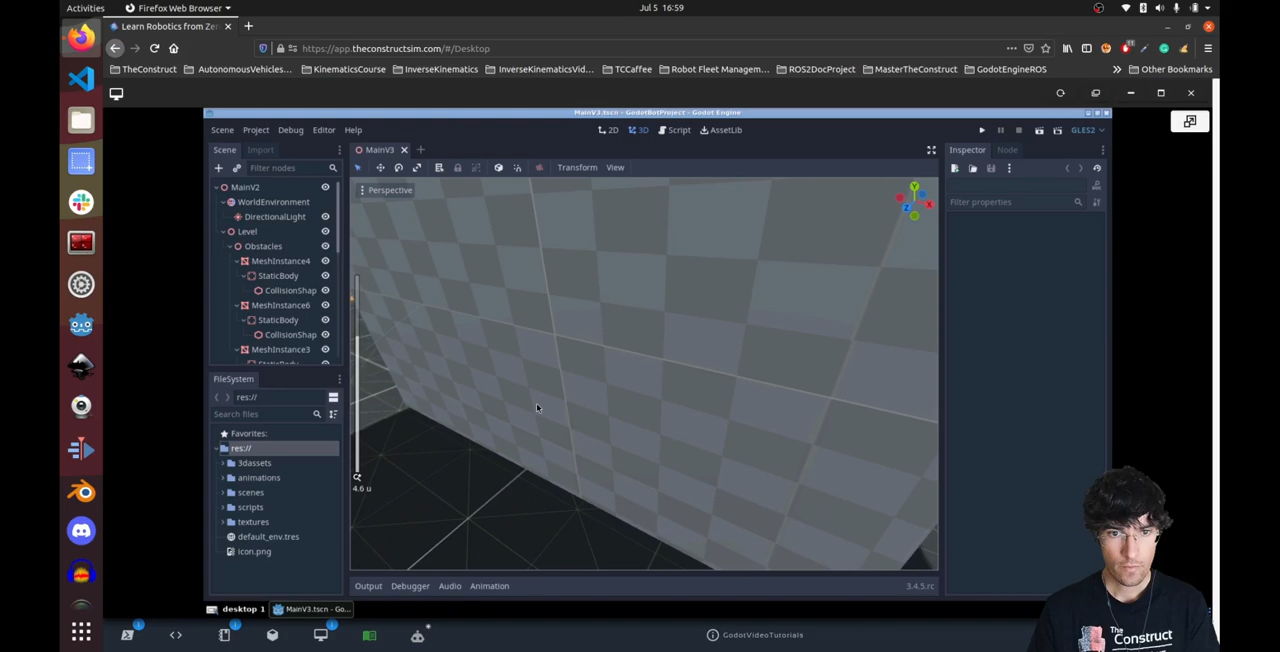 Activities Firefox Web Browser Jul 5 16:59
Learn Robotics from Zer
https://app.theconstructsim.com/#/Desktop
TheConstruct AutonomousVehicles... KinematicsCourse InverseKinematics InverseKinematicsVid... TCCaffee Robot Fleet Managem... ROS2DocProject MasterTheConstruct GodotEngineROS Other Bookmarks
MainV3.tscn - GodotBotProject - Godot Engine
Scene Project Debug Editor Help 2D 3D Script AssetLib GLES2
Scene Import MainV3 Inspector Node
Filter nodes Transform View
MainV2 Perspective Y
WorldEnvironment Z X Filter properties
DirectionalLight
Level
Obstacles
MeshInstance4
StaticBody
CollisionShap
MeshInstance6
StaticBody
CollisionShap
MeshInstance3
FileSystem
res://
Search files
Favorites:
res://
3dassets
animations
4.6 u
scenes
scripts
textures
default_env.tres
icon.png
Output Debugger Audio Animation 3.4.5.rc
desktop 1 MainV3.tscn - Go...
GodotVideoTutorials
The
Construct